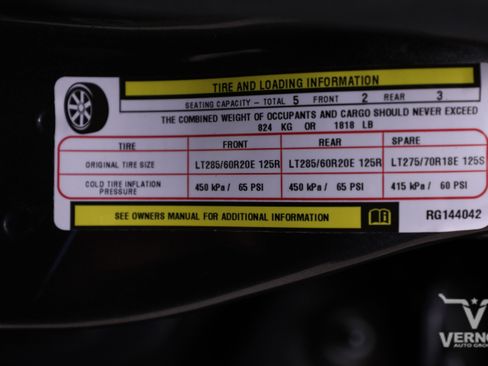 TIRE AND LOADING INFORMATION
SEATING CAPACITY - TOTAL 5 FRONT 2 REAR 3
THE COMBINED WEIGHT OF OCCUPANTS AND CARGO SHOULD NEVER EXCEED
824 KG OR 1818 LB
TIRE FRONT REAR SPARE
ORIGINAL TIRE SIZE LT285/60R20E 125R LT285/60R20E 125R LT275/70R18E 125S
COLD TIRE INFLATION PRESSURE 450 kPa / 65 PSI 450 kPa / 65 PSI 415 kPa / 60 PSI
SEE OWNERS MANUAL FOR ADDITIONAL INFORMATION RG144042